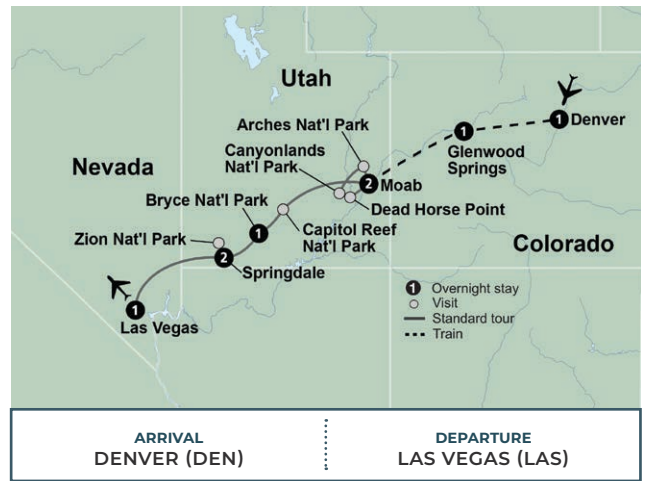 Utah
Arches Nat'l Park
1
1
Denver
Glenwood
Springs
Canyonlands
Nat'l Park
Nevada
2
Moab
Bryce Nat'l Park
Dead Horse Point
1
Capitol Reef
Nat'l Park
Zion Nat'l Park
Colorado
2
Springdale
1
Las Vegas
1 Overnight stay
Visit
Standard tour
Train
ARRIVAL
DENVER (DEN)
DEPARTURE
LAS VEGAS (LAS)